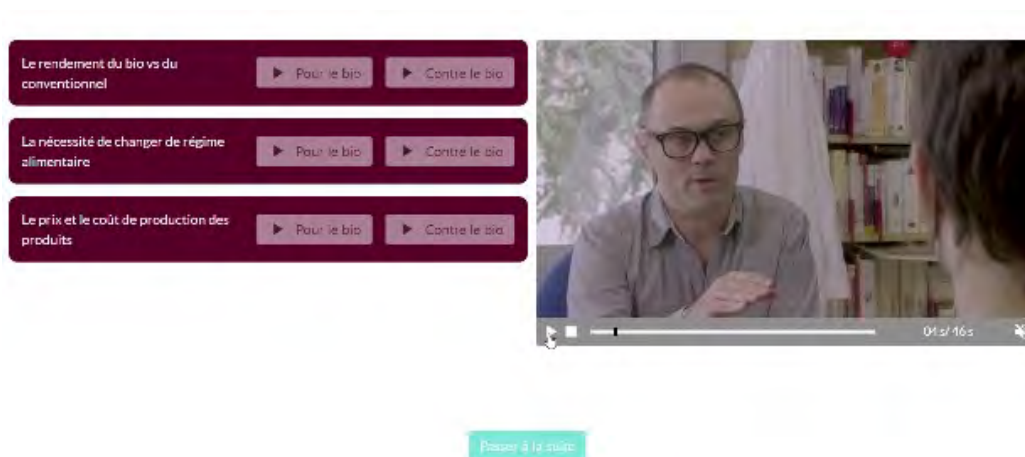 Le rendement du bio vs du
conventionnel
Pour le bio
Contre le bio
La nécessité de changer de régime
alimentaire
Pour le bio
Contre le bio
Le prix et le coût de production des
produits
Pour le bio
Contre le bio
04s/46s
Passer à la suite